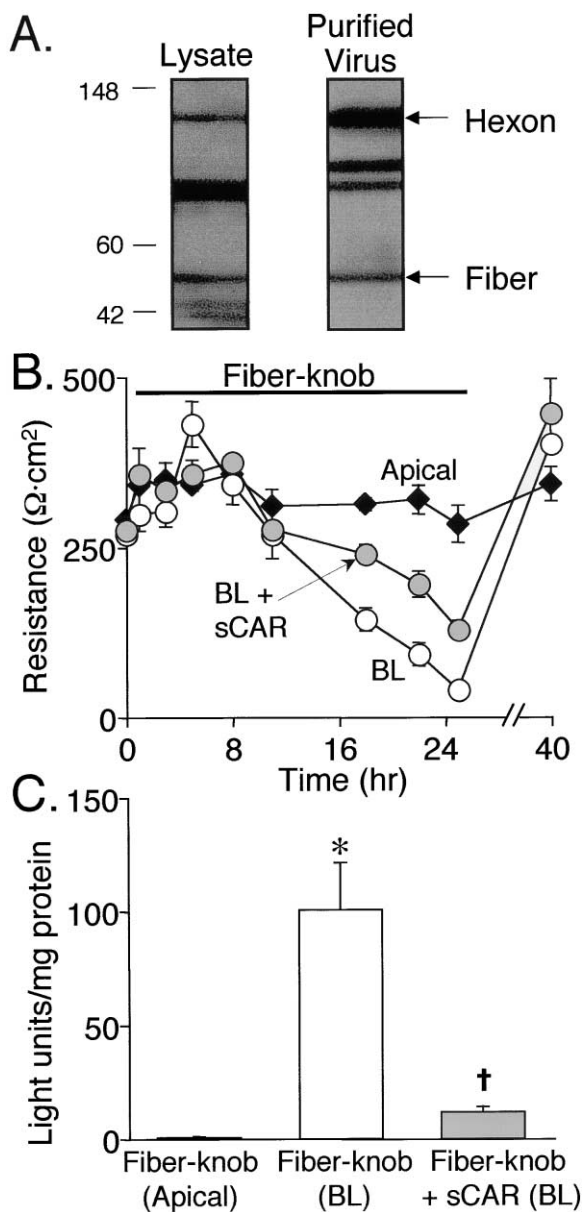 A.
Lysate
Purified
Virus
148
60
42
Hexon
Fiber
B.
Fiber-knob
500
250
0
Resistance (Ω·cm²)
Apical
BL +
sCAR
BL
0 8 16 24 40
Time (hr)
C.
150
100
50
0
Light units/mg protein
*
†
Fiber-knob
(Apical)
Fiber-knob
(BL)
Fiber-knob
+ sCAR (BL)